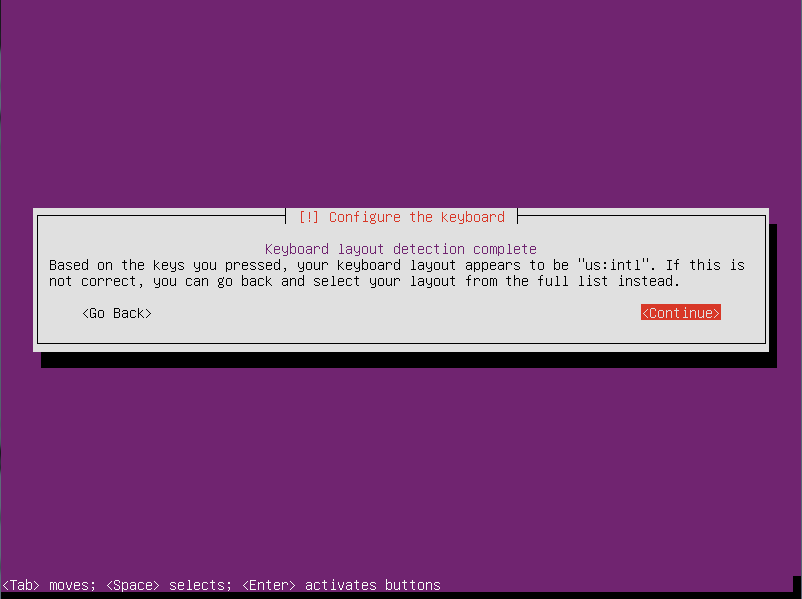 [!] Configure the keyboard
Keyboard layout detection complete
Based on the keys you pressed, your keyboard layout appears to be "us:intl". If this is
not correct, you can go back and select your layout from the full list instead.
<Go Back> <Continue>
<Tab> moves; <Space> selects; <Enter> activates buttons